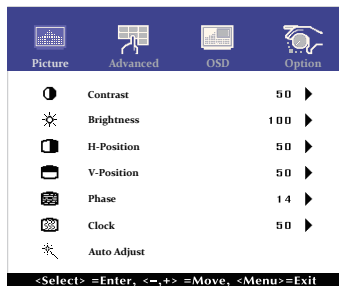 Picture Advanced OSD Option
Contrast 50
Brightness 100
H-Position 50
V-Position 50
Phase 14
Clock 50
Auto Adjust
<Select> =Enter, <−,+> =Move, <Menu>=Exit